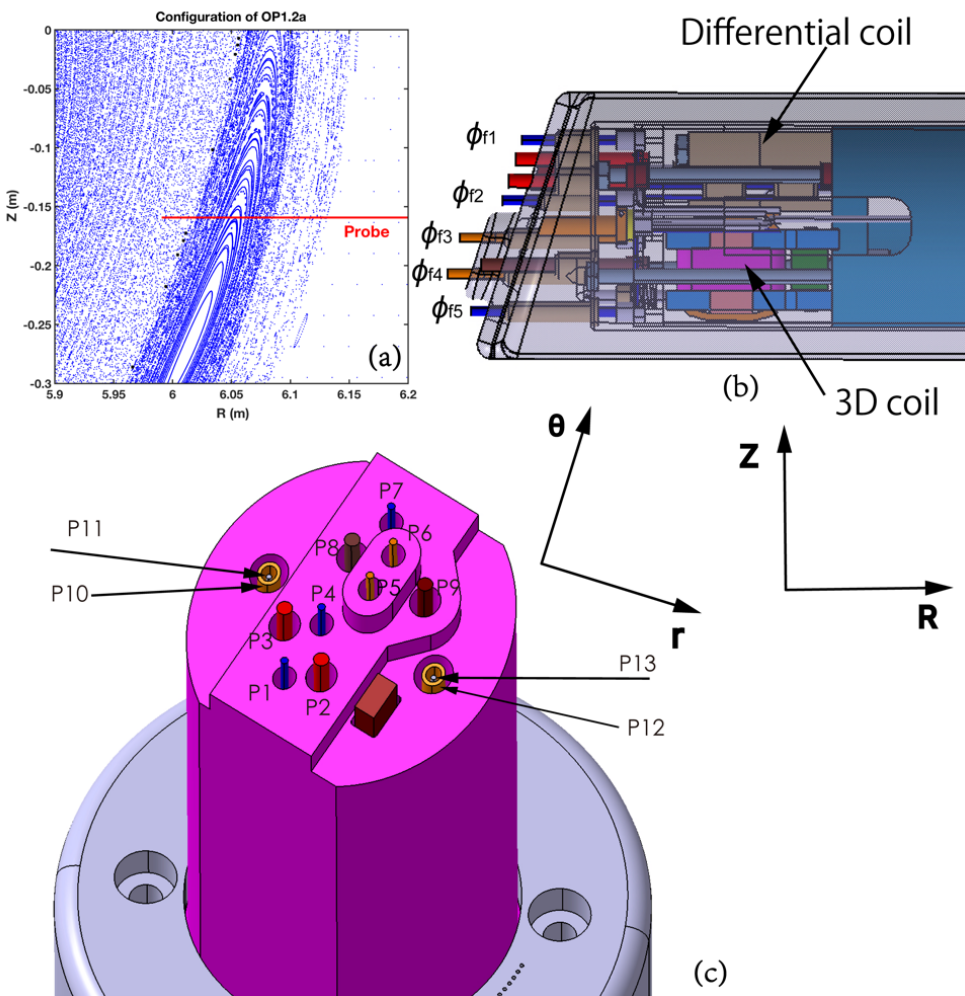 Configuration of OP1.2a
0
-0.05
-0.1
-0.15
-0.2
-0.25
-0.3
Z (m)
5.9
5.95
6
6.05
6.1
6.15
6.2
R (m)
Probe
(a)
Differential coil
ϕf1
ϕf2
ϕf3
ϕf4
ϕf5
3D coil
(b)
θ
r
Z
R
P11
P10
P7
P6
P8
P5
P9
P4
P3
P1
P2
P13
P12
(c)